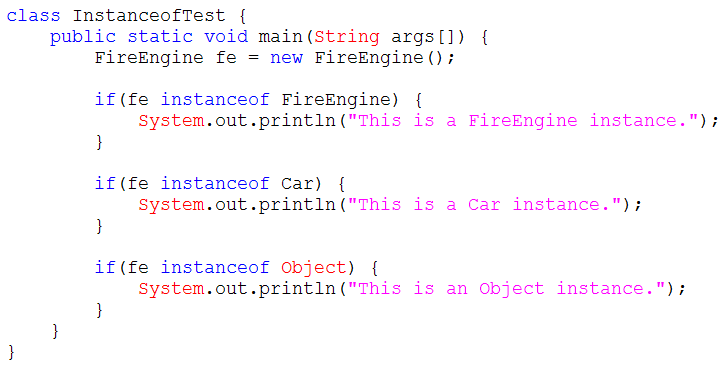 class InstanceofTest {
    public static void main(String args[]) {
        FireEngine fe = new FireEngine();

        if(fe instanceof FireEngine) {
            System.out.println("This is a FireEngine instance.");
        }

        if(fe instanceof Car) {
            System.out.println("This is a Car instance.");
        }

        if(fe instanceof Object) {
            System.out.println("This is an Object instance.");
        }
    }
}